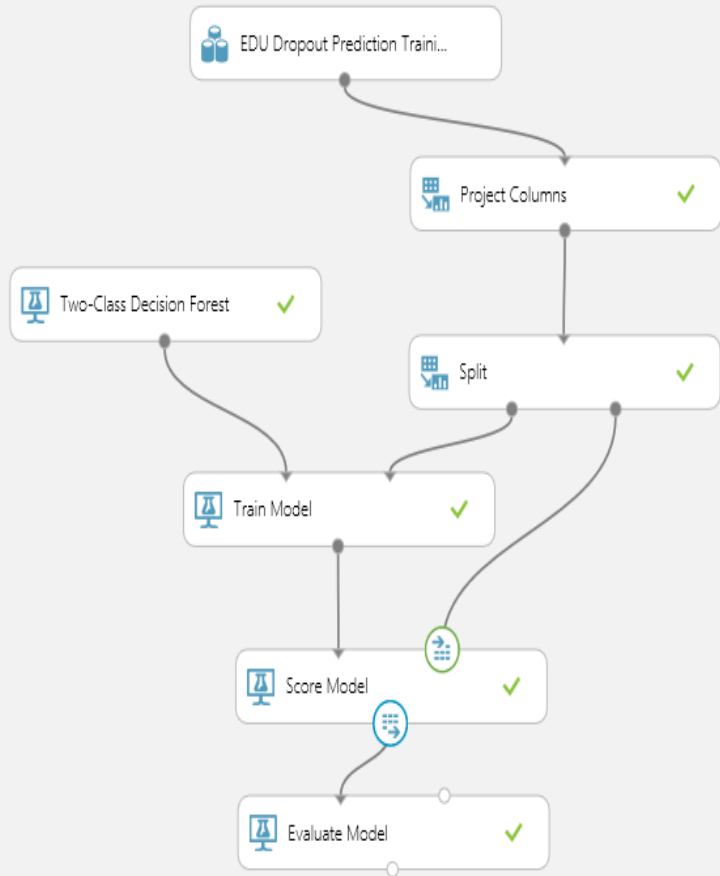 EDU Dropout Prediction Traini...
Project Columns
Two-Class Decision Forest
Split
Train Model
Score Model
Evaluate Model